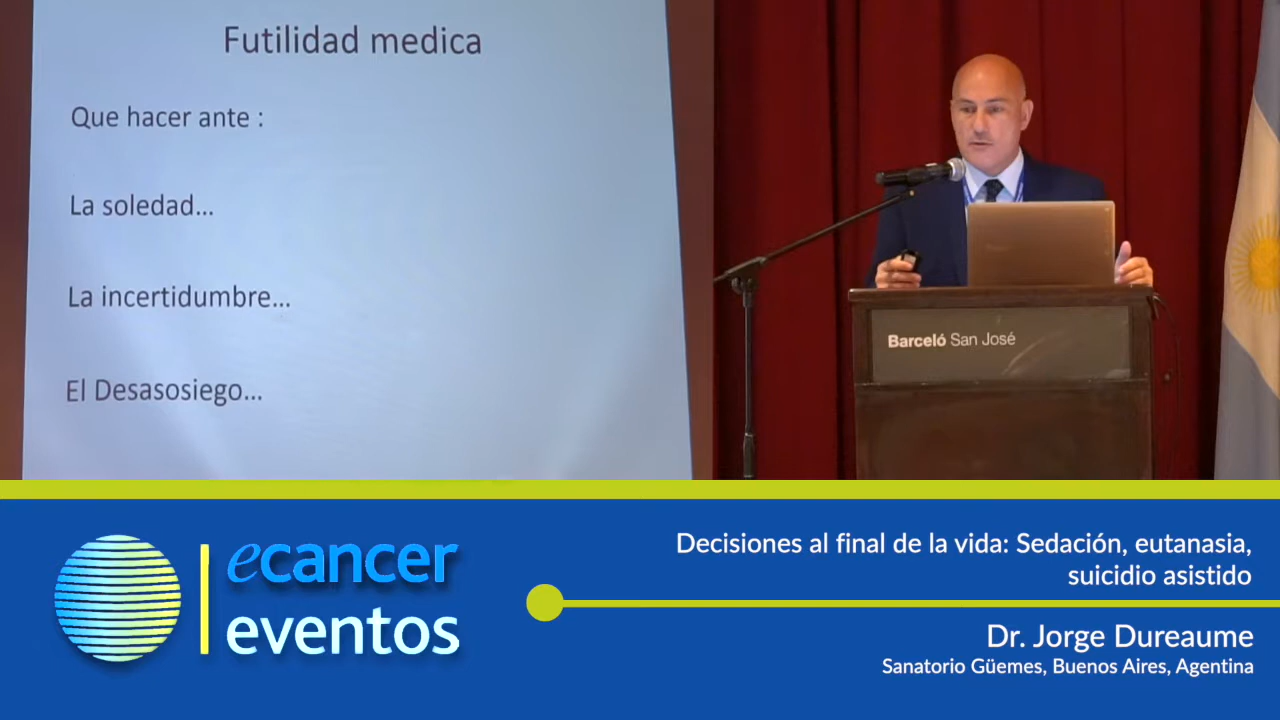 Futilidad medica
Que hacer ante :
La soledad...
La incertidumbre...
El Desasosiego...
Barceló San José
ecancer
eventos
Decisiones al final de la vida: Sedación, eutanasia,
suicidio asistido
Dr. Jorge Dureaume
Sanatorio Güemes, Buenos Aires, Agentina